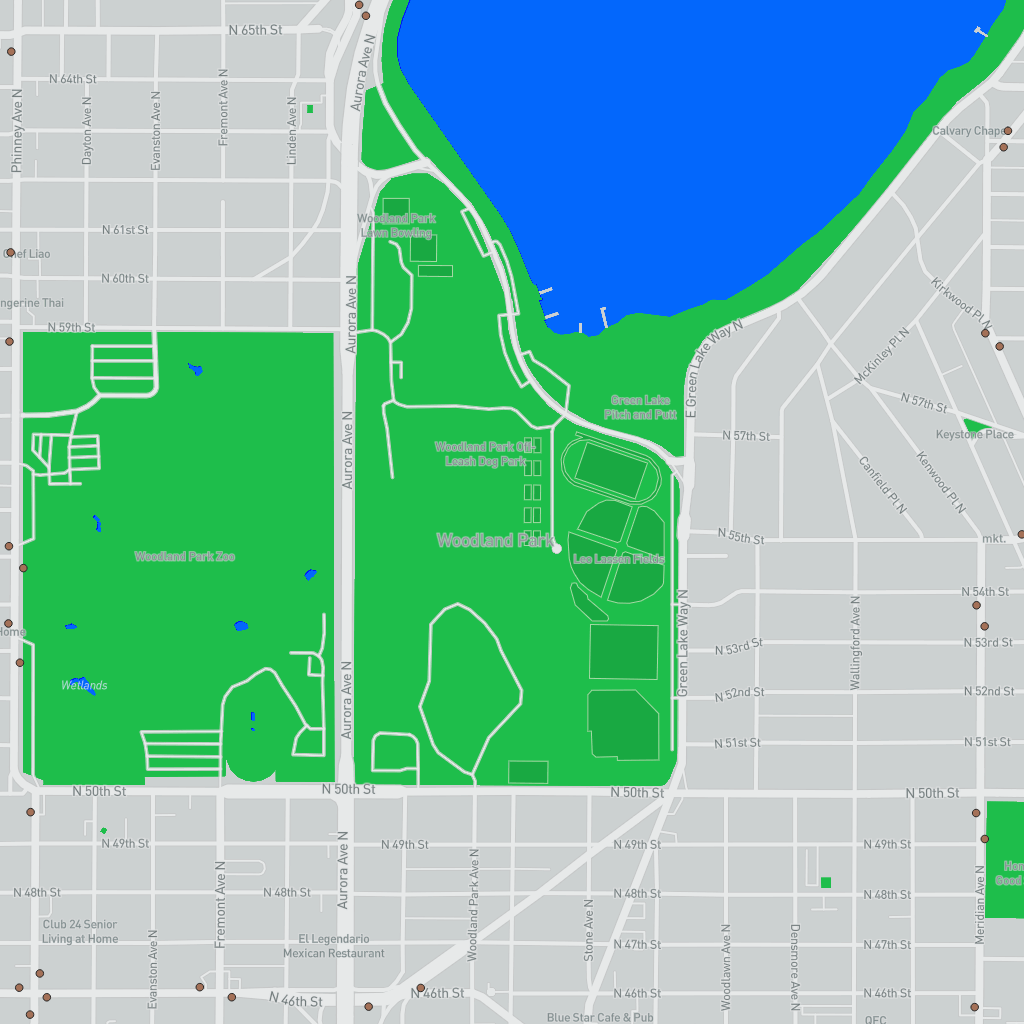 N 65th St
Aurora Ave N
N 64th St
Phinney Ave N
Dayton Ave N
Evanston Ave N
Fremont Ave N
Linden Ave N
Calvary Chape
Woodland Park
Lawn Bowling
N 61st St
Chef Liao
N 60th St
ngerine Thai
N 59th St
Aurora Ave N
Kirkwood Pl N
E Green Lake Way N
McKinley Pl N
Green Lake
Pitch and Putt
N 57th St
N 57th St
Keystone Place
Aurora Ave N
Woodland Park Off-
Leash Dog Park
Canfield Pl N
Kenwood Pl N
Woodland Park
N 55th St
mkt.
Woodland Park Zoo
Leo Lassen Fields
N 54th St
Home
Green Lake Way N
Wallingford Ave N
N 53rd St
N 53rd St
Wetlands
Aurora Ave N
N 52nd St
N 52nd St
N 51st St
N 51st St
N 50th St
N 50th St
N 50th St
N 50th St
N 49th St
N 49th St
N 49th St
N 49th St
Aurora Ave N
Hom
Good
N 48th St
N 48th St
N 48th St
N 48th St
Fremont Ave N
Woodland Park Ave N
Meridian Ave N
Club 24 Senior
Living at Home
Stone Ave N
El Legendario
Mexican Restaurant
N 47th St
N 47th St
Evanston Ave N
Woodlawn Ave N
Densmore Ave N
N 46th St
N 46th St
N 46th St
N 46th St
Blue Star Cafe & Pub
QFC